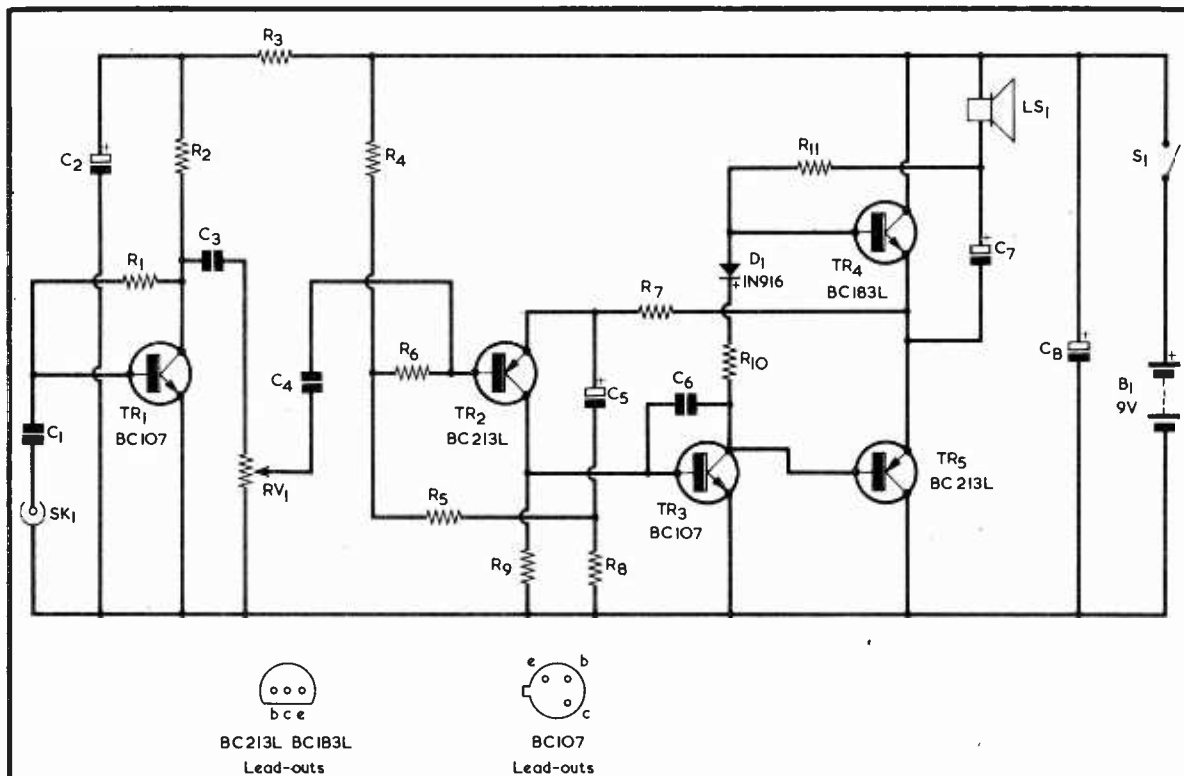 R3
C2
R2
R4
LS1
S1
R11
C3
R1
D1
1N916
TR4
BC183L
C7
R7
R6
R10
C8
C4
C5
C6
B1
9V
TR1
BC107
TR2
BC213L
C1
TR5
BC213L
RV1
TR3
BC107
SK1
R5
R9
R8
e b
b c e
c
BC213L BC183L
Lead-outs
BC107
Lead-outs